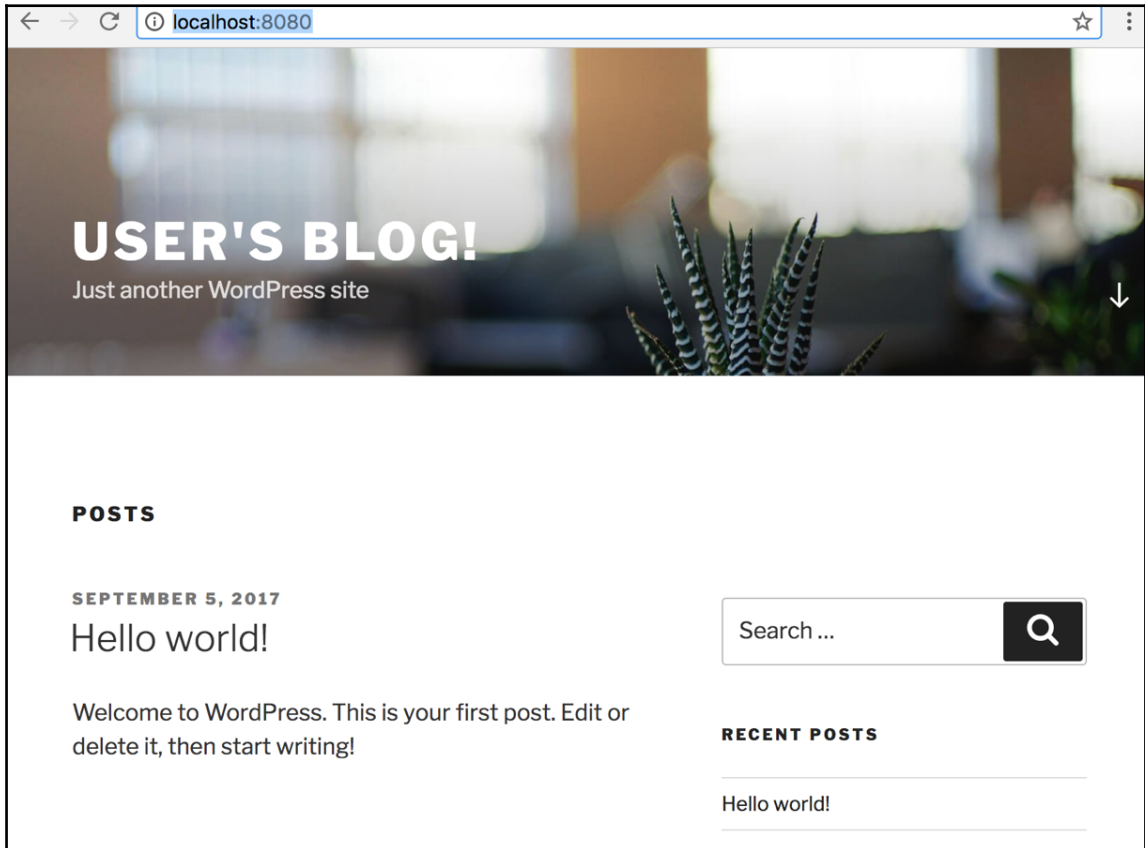 localhost:8080
USER'S BLOG!
Just another WordPress site
POSTS
SEPTEMBER 5, 2017
Hello world!
Welcome to WordPress. This is your first post. Edit or
delete it, then start writing!
Search ...
RECENT POSTS
Hello world!